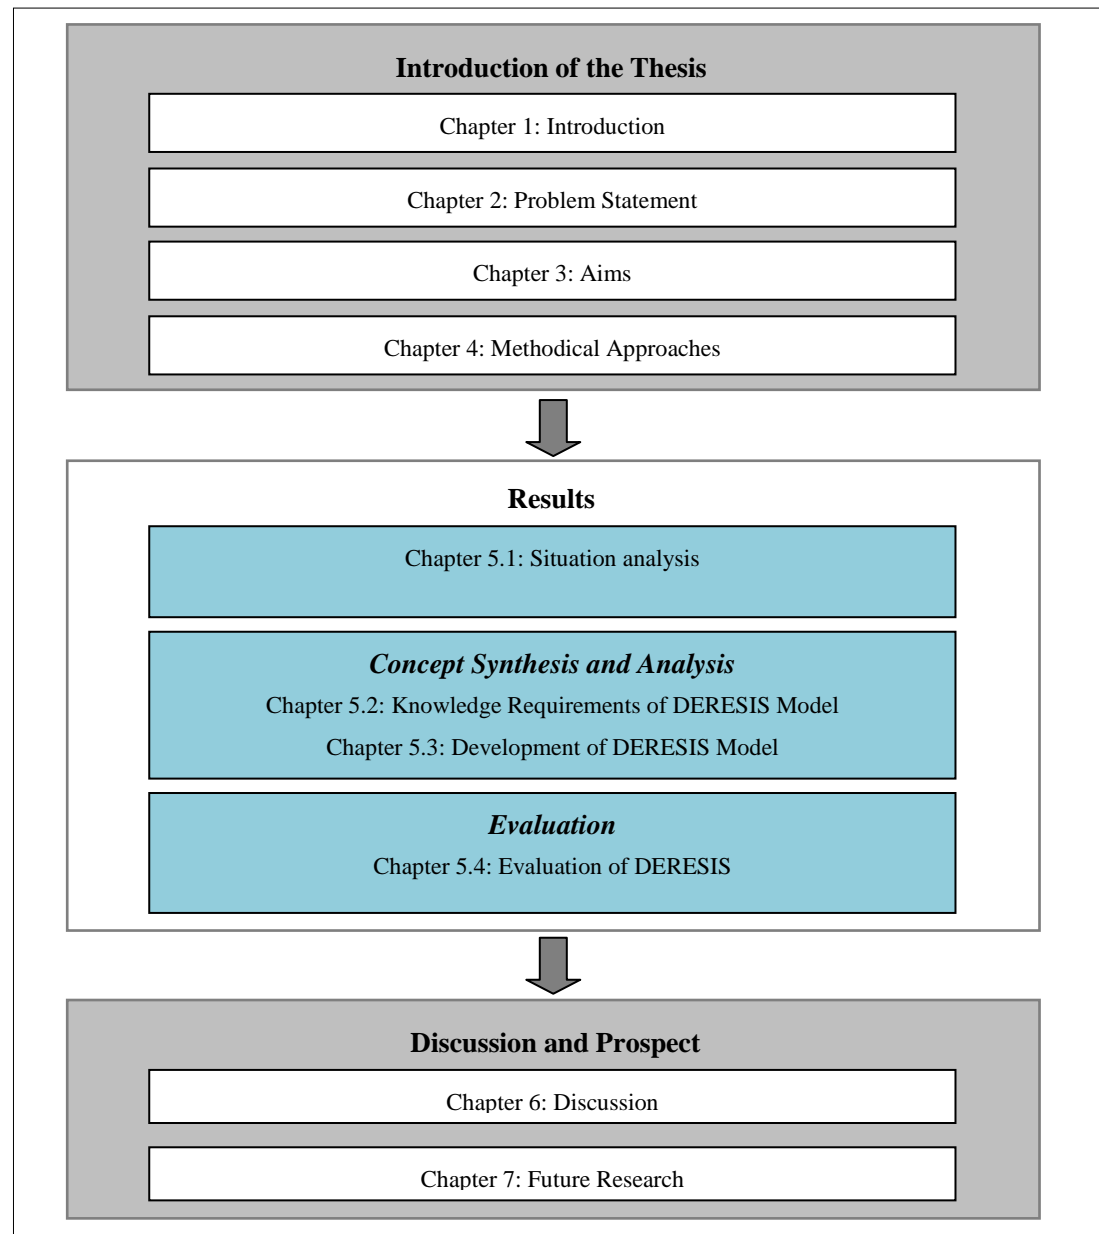 Introduction of the Thesis
Chapter 1: Introduction
Chapter 2: Problem Statement
Chapter 3: Aims
Chapter 4: Methodical Approaches
Results
Chapter 5.1: Situation analysis
Concept Synthesis and Analysis
Chapter 5.2: Knowledge Requirements of DERESIS Model
Chapter 5.3: Development of DERESIS Model
Evaluation
Chapter 5.4: Evaluation of DERESIS
Discussion and Prospect
Chapter 6: Discussion
Chapter 7: Future Research